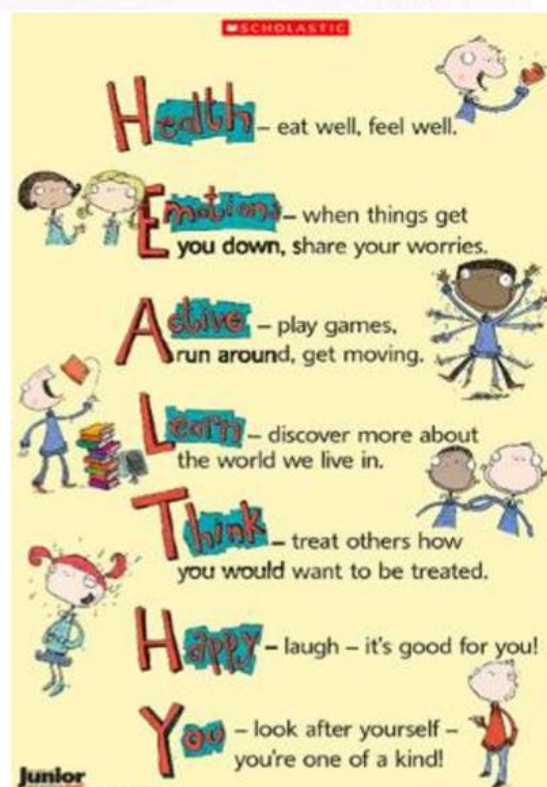 SCHOLASTIC
Health – eat well, feel well.
Emotions – when things get
you down, share your worries.
Active – play games,
run around, get moving.
Learn – discover more about
the world we live in.
Think – treat others how
you would want to be treated.
Happy – laugh – it's good for you!
You – look after yourself –
you're one of a kind!
Junior